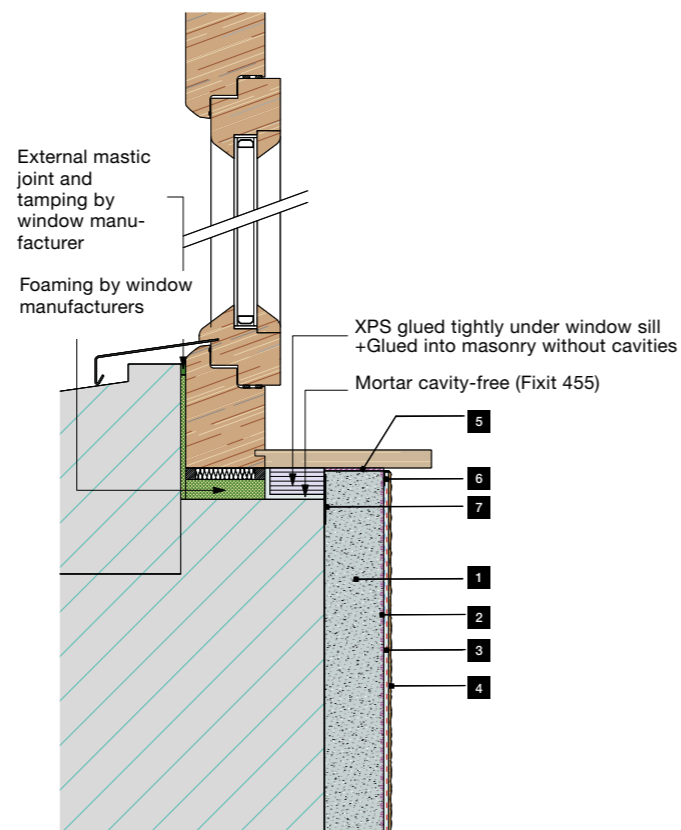 External mastic
joint and
tamping by
window manu-
facturer
Foaming by window
manufacturers
XPS glued tightly under window sill
+Glued into masonry without cavities
Mortar cavity-free (Fixit 455)
5
6
7
1
2
3
4